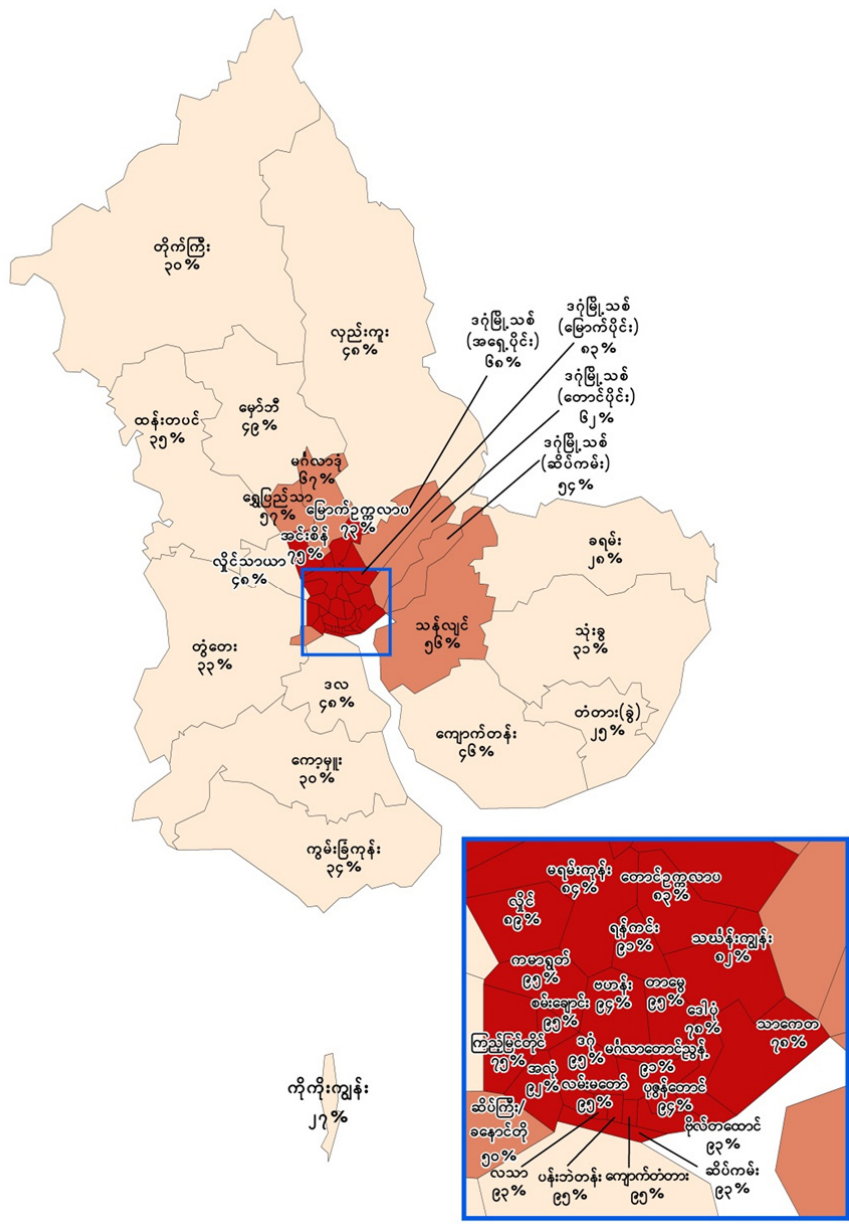 တိုက်ကြီး
၃၀%
လှည်းကူး
၄၈%
ဒဂုံမြို့သစ်
(အရှေ့ပိုင်း)
၆၈%
ဒဂုံမြို့သစ်
(မြောက်ပိုင်း)
၈၃%
ဒဂုံမြို့သစ်
(တောင်ပိုင်း)
၆၂%
ဒဂုံမြို့သစ်
(ဆိပ်ကမ်း)
၅၄%
ထန်းတပင်
၃၅%
မှော်ဘီ
၄၉%
မင်္ဂလာဒုံ
၆၇%
ရွှေပြည်သာ
၅၇%
မြောက်ဥက္ကလာပ
၇၃%
အင်းစိန်
၇၅%
လှိုင်သာယာ
၄၈%
ခရမ်း
၂၈%
သုံးခွ
၃၁%
သန်လျင်
၅၆%
တွံတေး
၃၃%
ဒလ
၄၈%
တံတား(ခွဲ)
၂၅%
ကျောက်တန်း
၄၆%
ကော့မှူး
၃၀%
ကွမ်းခြံကုန်း
၃၄%
ကိုကိုးကျွန်း
၂၇%
မရမ်းကုန်း
၈၄%
တောင်ဥက္ကလာပ
၈၃%
လှိုင်
၈၉%
ရန်ကင်း
၉၁%
သင်္ဃန်းကျွန်း
၈၂%
ကမာရွတ်
၉၅%
ဗဟန်း
၉၄%
တာမွေ
၉၅%
စမ်းချောင်း
၉၅%
ဒေါပုံ
၇၈%
သာကေတ
၇၈%
ကြည့်မြင်တိုင်
၇၅%
ဒဂုံ
၉၅%
မင်္ဂလာတောင်ညွန့်
၉၁%
အလုံ
၉၂%
လမ်းမတော်
၉၅%
ပုဇွန်တောင်
၉၄%
ဆိပ်ကြီး/
ခနောင်တို
၅၀%
ဗိုလ်တထောင်
၉၃%
လသာ
၉၃%
ပန်းဘဲတန်း
၉၅%
ကျောက်တံတား
၉၅%
ဆိပ်ကမ်း
၉၃%